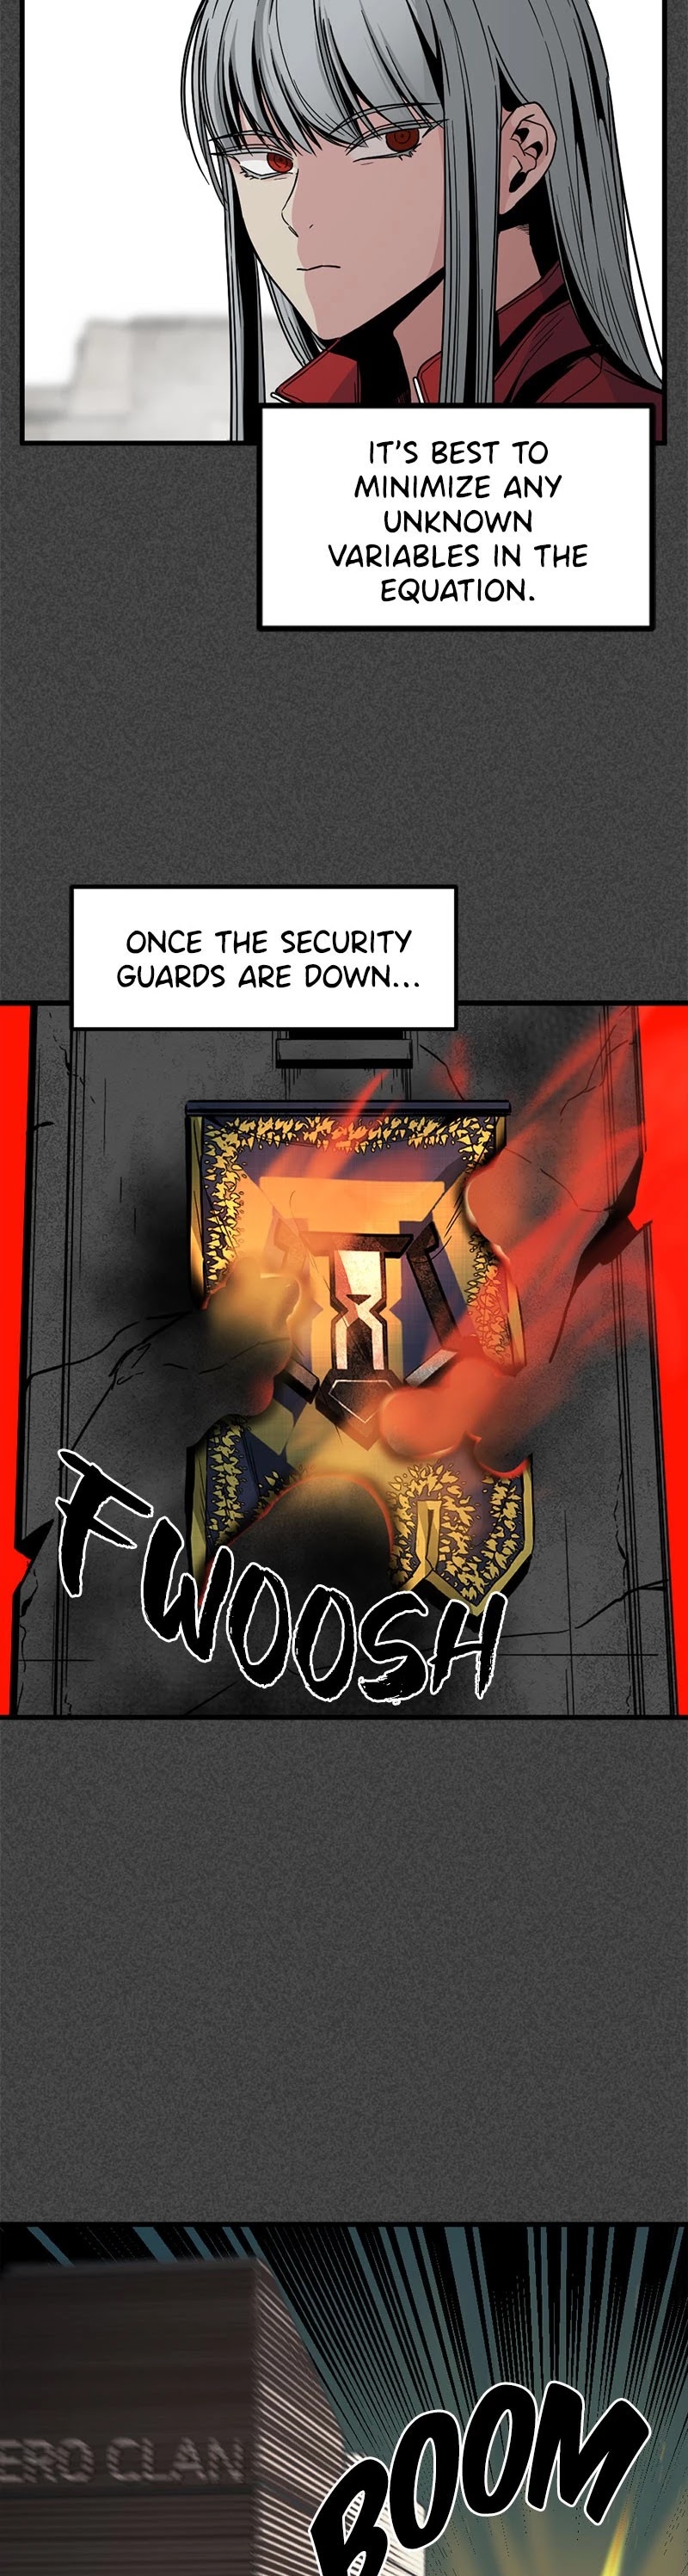 IT'S BEST TO
MINIMIZE ANY
UNKNOWN
VARIABLES IN THE
EQUATION.
ONCE THE SECURITY
GUARDS ARE DOWN...
FWOOSH
ERO CLAN
BOOM